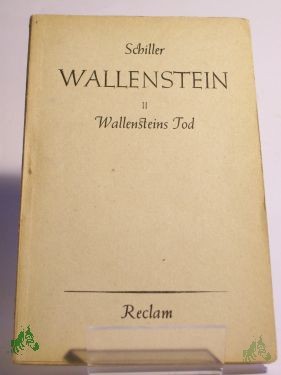 Schiller
WALLENSTEIN
II
Wallensteins Tod
Reclam